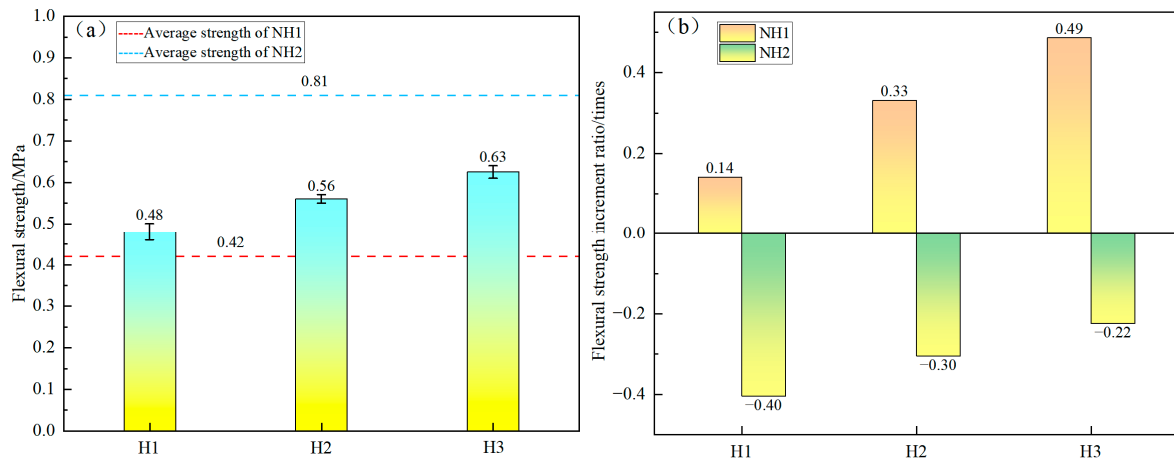 (a)
Average strength of NH1
Average strength of NH2
Flexural strength/MPa
1.0
0.9
0.8
0.7
0.6
0.5
0.4
0.3
0.2
0.1
0.0
0.81
0.48
0.42
0.56
0.63
H1
H2
H3
(b)
NH1
NH2
Flexural strength increment ratio/times
0.4
0.2
0.0
−0.2
−0.4
0.14
0.33
0.49
−0.40
−0.30
−0.22
H1
H2
H3